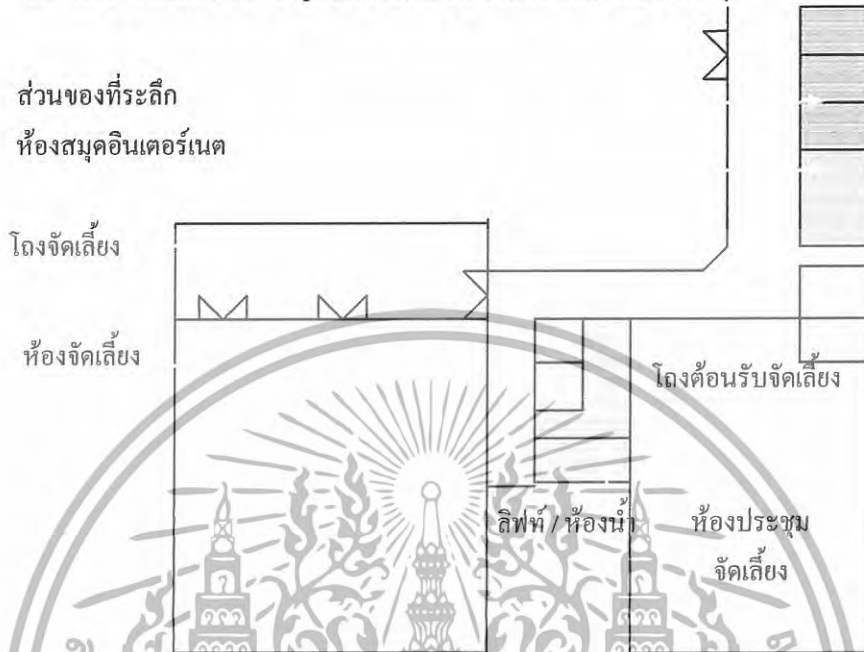 ส่วนของที่ระลึก
ห้องสมุดอินเตอร์เนต
โถงจัดเลี้ยง
ห้องจัดเลี้ยง
โถงต้อนรับจัดเลี้ยง
ลิฟท์ / ห้องน้ำ
ห้องประชุม
จัดเลี้ยง